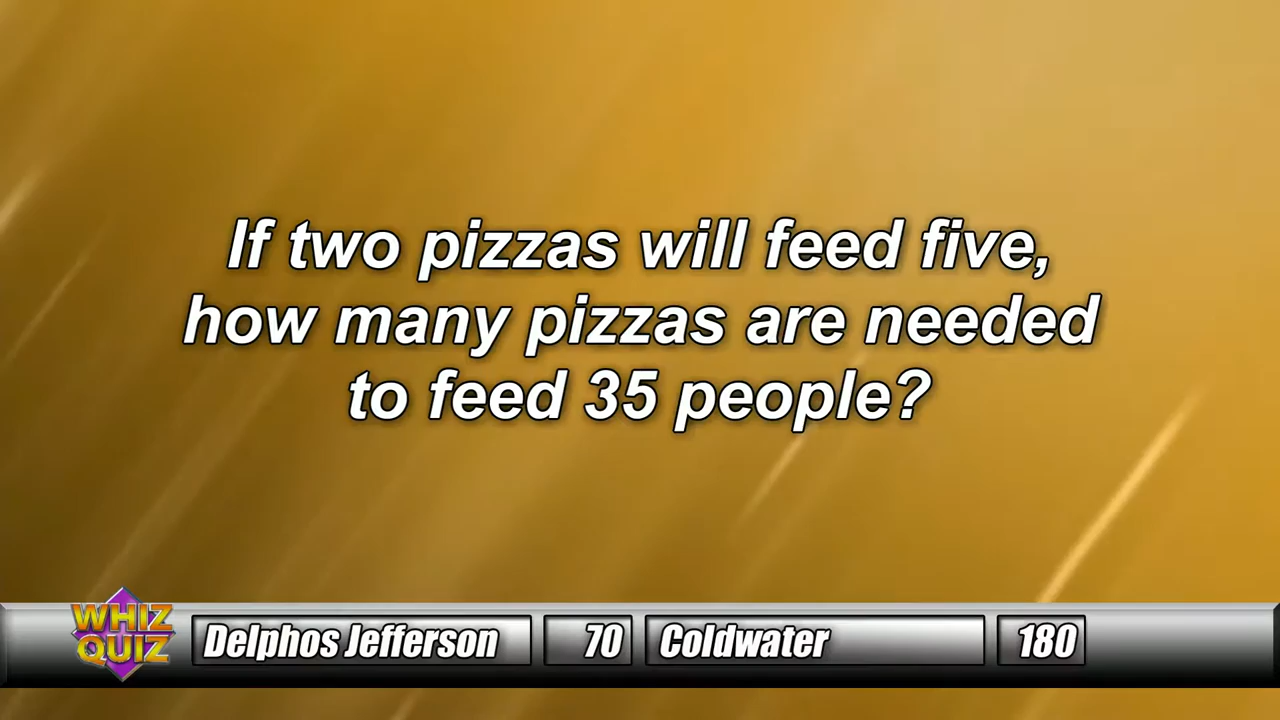 If two pizzas will feed five,
how many pizzas are needed
to feed 35 people?
WHIZ
QUIZ
Delphos Jefferson 70 Coldwater 180